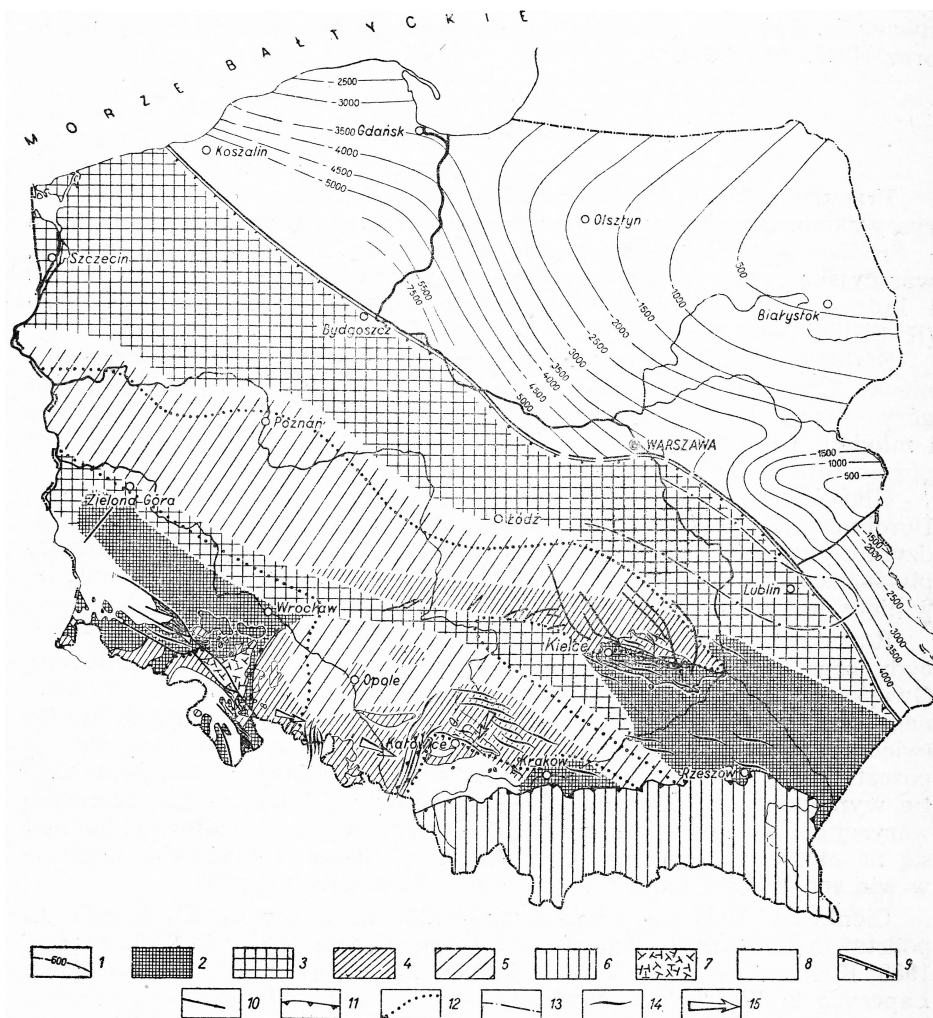 MORZE BAŁTYCKIE
-2500
-3000
-3500
Gdańsk
4000
4500
-5000
Koszalin
Olsztyn
Szczecin
-5500
-7500
Bydgoszcz
300
-1000
-1500
-2000
-2500
-3000
-3500
-4000
4500
5000
Białystok
Poznań
WARSZAWA
-1500
-1000
-500
Zielona Góra
Łódź
-1500
2000
-2500
-3000
-3500
4000
Lublin
Wrocław
Kielce
Opole
Katowice
Kraków
Rzeszów
-600 1 2 3 4 5 6 7 8 9
10 11 12 13 14 15